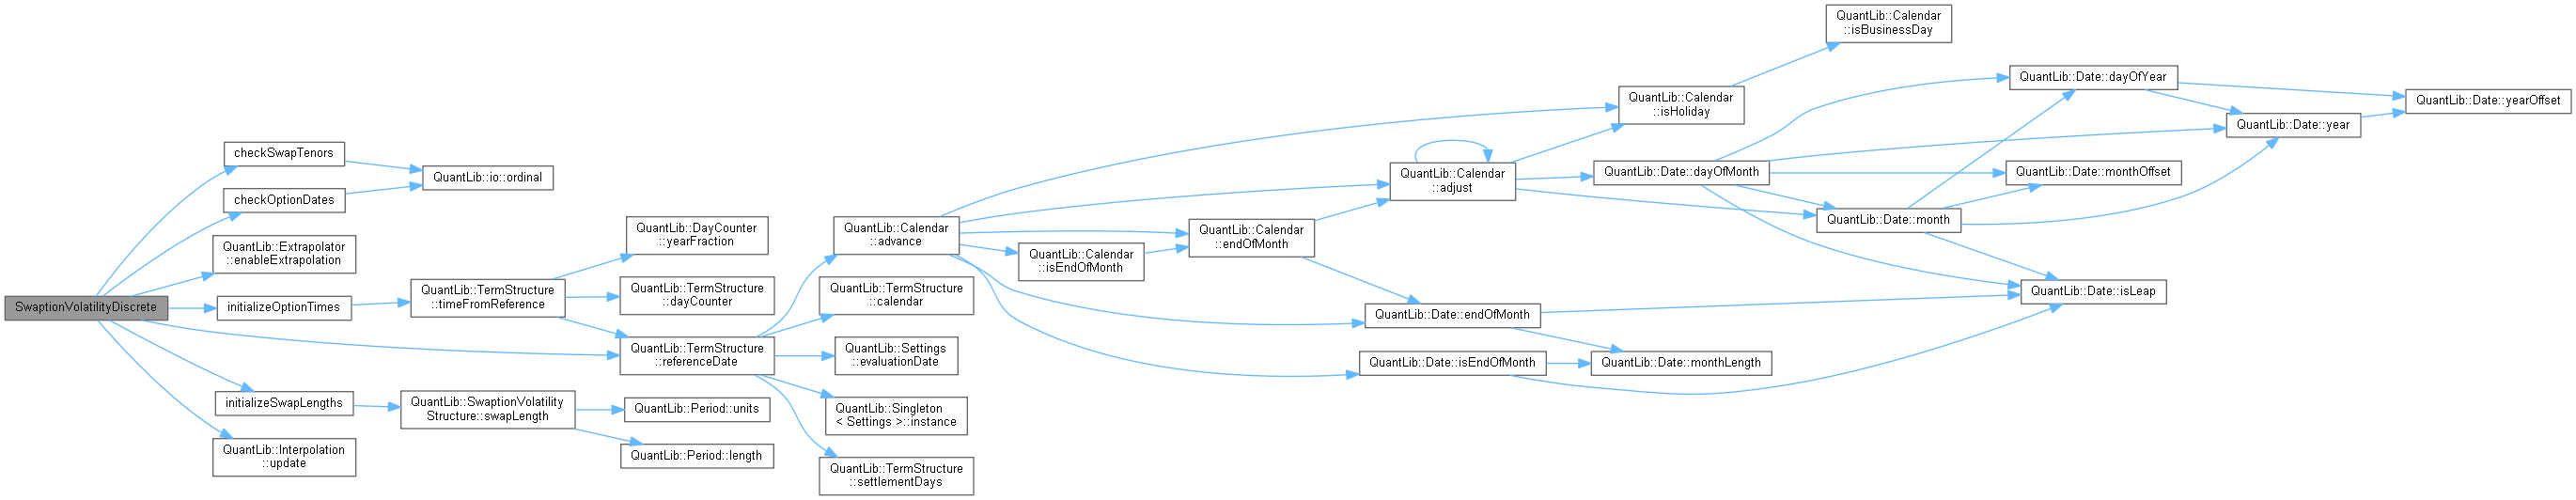 SwaptionVolatilityDiscrete
checkSwapTenors
checkOptionDates
QuantLib::Extrapolator
::enableExtrapolation
initializeOptionTimes
initializeSwapLengths
QuantLib::Interpolation
::update
QuantLib::io::ordinal
QuantLib::TermStructure
::timeFromReference
QuantLib::SwaptionVolatility
Structure::swapLength
QuantLib::DayCounter
::yearFraction
QuantLib::TermStructure
::dayCounter
QuantLib::TermStructure
::referenceDate
QuantLib::Period::units
QuantLib::Period::length
QuantLib::Calendar
::advance
QuantLib::TermStructure
::calendar
QuantLib::Settings
::evaluationDate
QuantLib::Singleton
< Settings >::instance
QuantLib::TermStructure
::settlementDays
QuantLib::Calendar
::isEndOfMonth
QuantLib::Calendar
::endOfMonth
QuantLib::Calendar
::adjust
QuantLib::Date::endOfMonth
QuantLib::Date::isEndOfMonth
QuantLib::Calendar
::isHoliday
QuantLib::Date::dayOfMonth
QuantLib::Date::monthLength
QuantLib::Calendar
::isBusinessDay
QuantLib::Date::month
QuantLib::Date::dayOfYear
QuantLib::Date::monthOffset
QuantLib::Date::isLeap
QuantLib::Date::year
QuantLib::Date::yearOffset